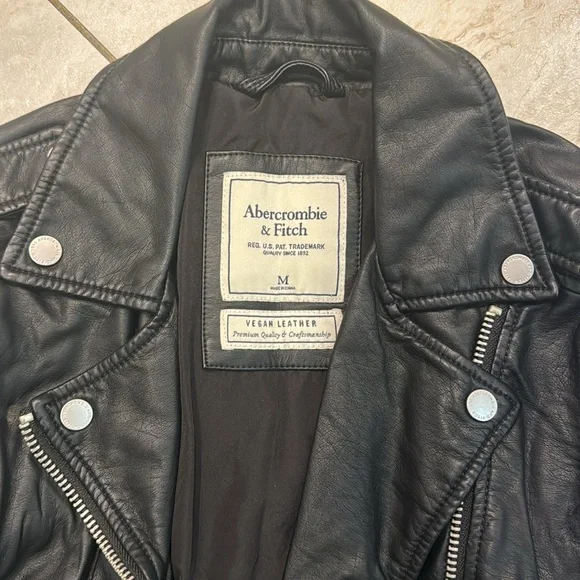 Abercrombie
& Fitch
REG. U.S. PAT. TRADEMARK
QUALITY SINCE 1892
M
MADE IN CHINA
VEGAN LEATHER
Premium Quality & Craftsmanship